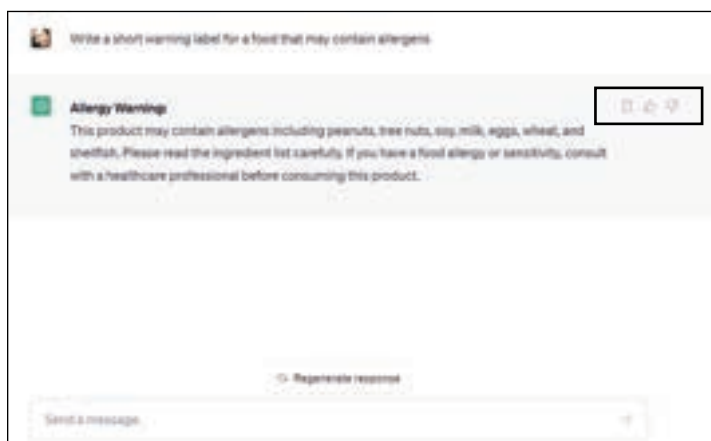 Write a short warning label for a food that may contain allergens
Allergy Warning:
This product may contain allergens including peanuts, tree nuts, soy, milk, eggs, wheat, and
shellfish. Please read the ingredient list carefully. If you have a food allergy or sensitivity, consult
with a healthcare professional before consuming this product.
Regenerate response
Send a message.